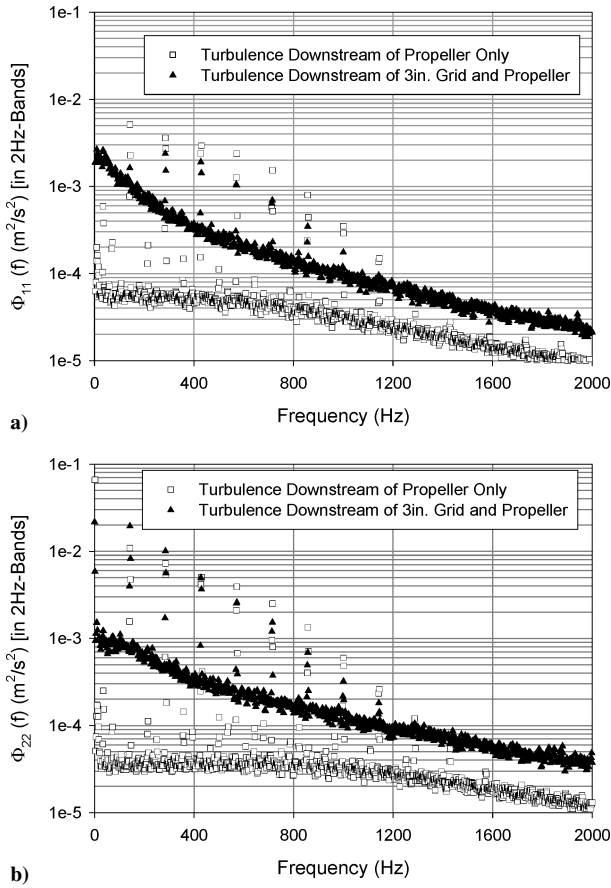 1e-1
Turbulence Downstream of Propeller Only
Turbulence Downstream of 3in. Grid and Propeller
1e-2
1e-3
1e-4
1e-5
Φ11 (f) (m²/s²) [in 2Hz-Bands]
0 400 800 1200 1600 2000
Frequency (Hz)
a)
1e-1
Turbulence Downstream of Propeller Only
Turbulence Downstream of 3in. Grid and Propeller
1e-2
1e-3
1e-4
1e-5
Φ22 (f) (m²/s²) [in 2Hz-Bands]
0 400 800 1200 1600 2000
Frequency (Hz)
b)